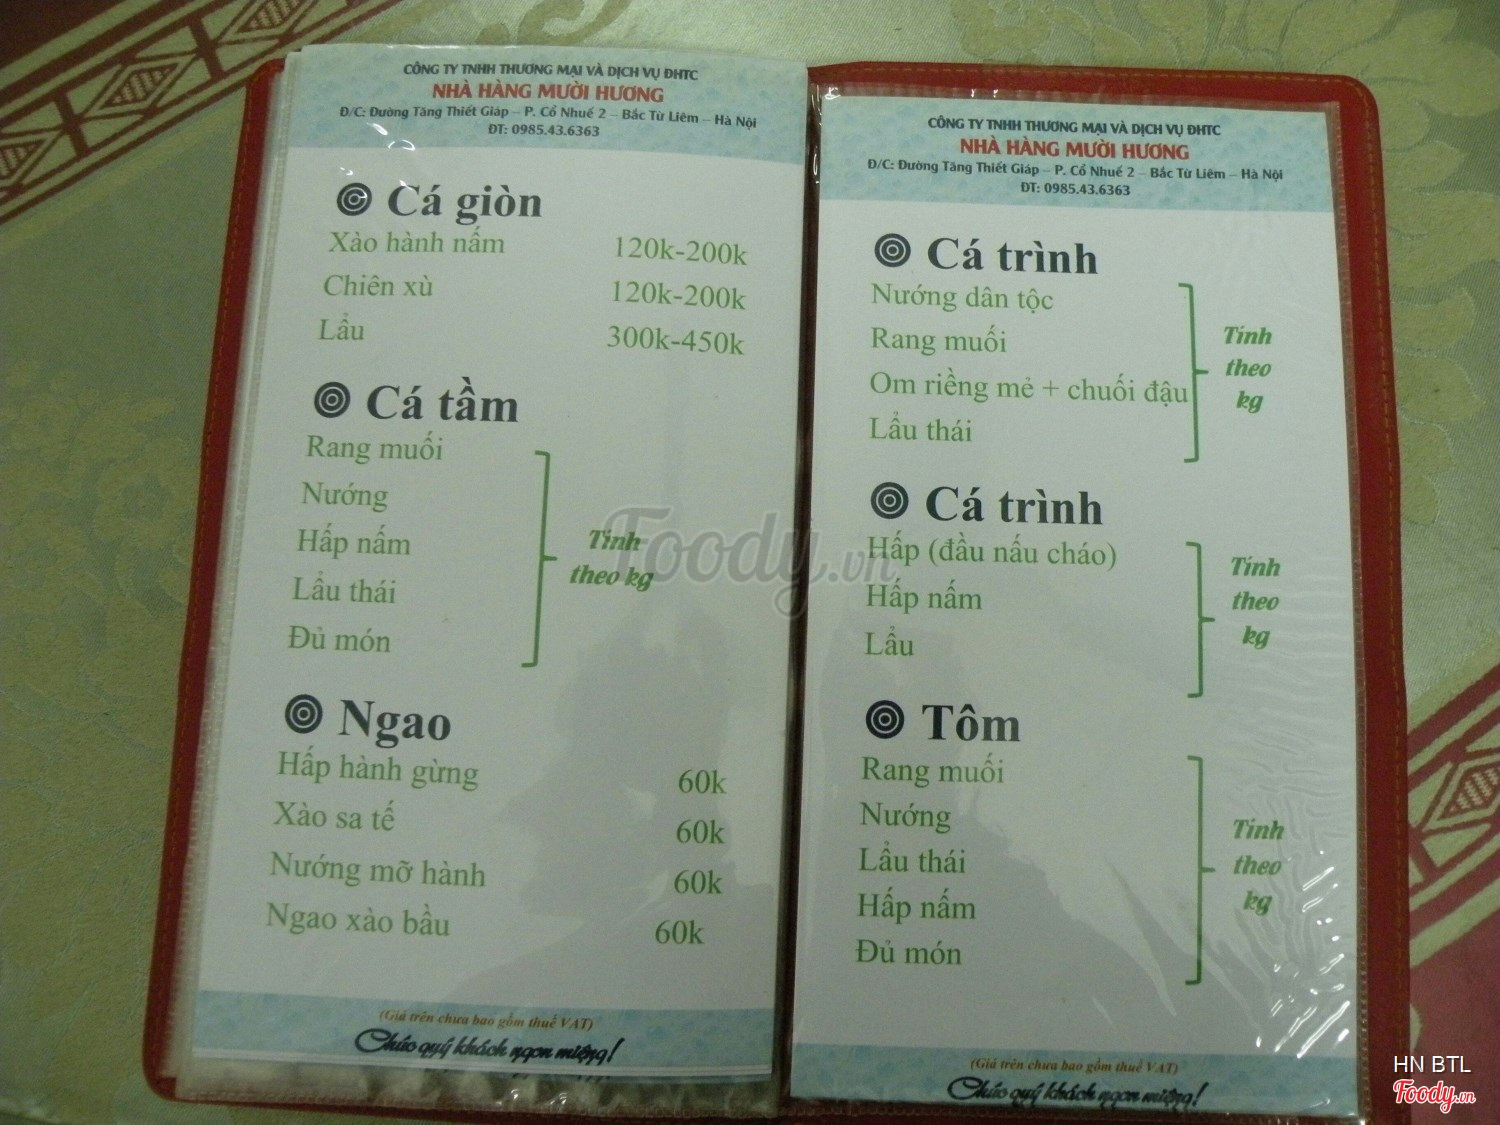 CÔNG TY TNHH THƯƠNG MẠI VÀ DỊCH VỤ ĐHTC
NHÀ HÀNG MƯỜI HƯƠNG
Đ/C: Đường Tăng Thiết Giáp – P. Cổ Nhuế 2 – Bắc Từ Liêm – Hà Nội
ĐT: 0985.43.6363
Cá giòn
Xào hành nấm 120k-200k
Chiên xù 120k-200k
Lẩu 300k-450k
Cá tầm
Rang muối
Nướng
Hấp nấm
Lẩu thái
Đủ món
Tính
theo kg
Ngao
Hấp hành gừng 60k
Xào sa tế 60k
Nướng mỡ hành 60k
Ngao xào bầu 60k
(Giá trên chưa bao gồm thuế VAT)
Chúc quý khách ngon miệng!
CÔNG TY TNHH THƯƠNG MẠI VÀ DỊCH VỤ ĐHTC
NHÀ HÀNG MƯỜI HƯƠNG
Đ/C: Đường Tăng Thiết Giáp – P. Cổ Nhuế 2 – Bắc Từ Liêm – Hà Nội
ĐT: 0985.43.6363
Cá trình
Nướng dân tộc
Rang muối
Om riềng mẻ + chuối đậu
Lẩu thái
Tính
theo
kg
Cá trình
Hấp (đầu nấu cháo)
Hấp nấm
Lẩu
Tính
theo
kg
Tôm
Rang muối
Nướng
Lẩu thái
Hấp nấm
Đủ món
Tính
theo
kg
(Giá trên chưa bao gồm thuế VAT)
Chúc quý khách ngon miệng!
Foody.vn
HN BTL
Foody.vn